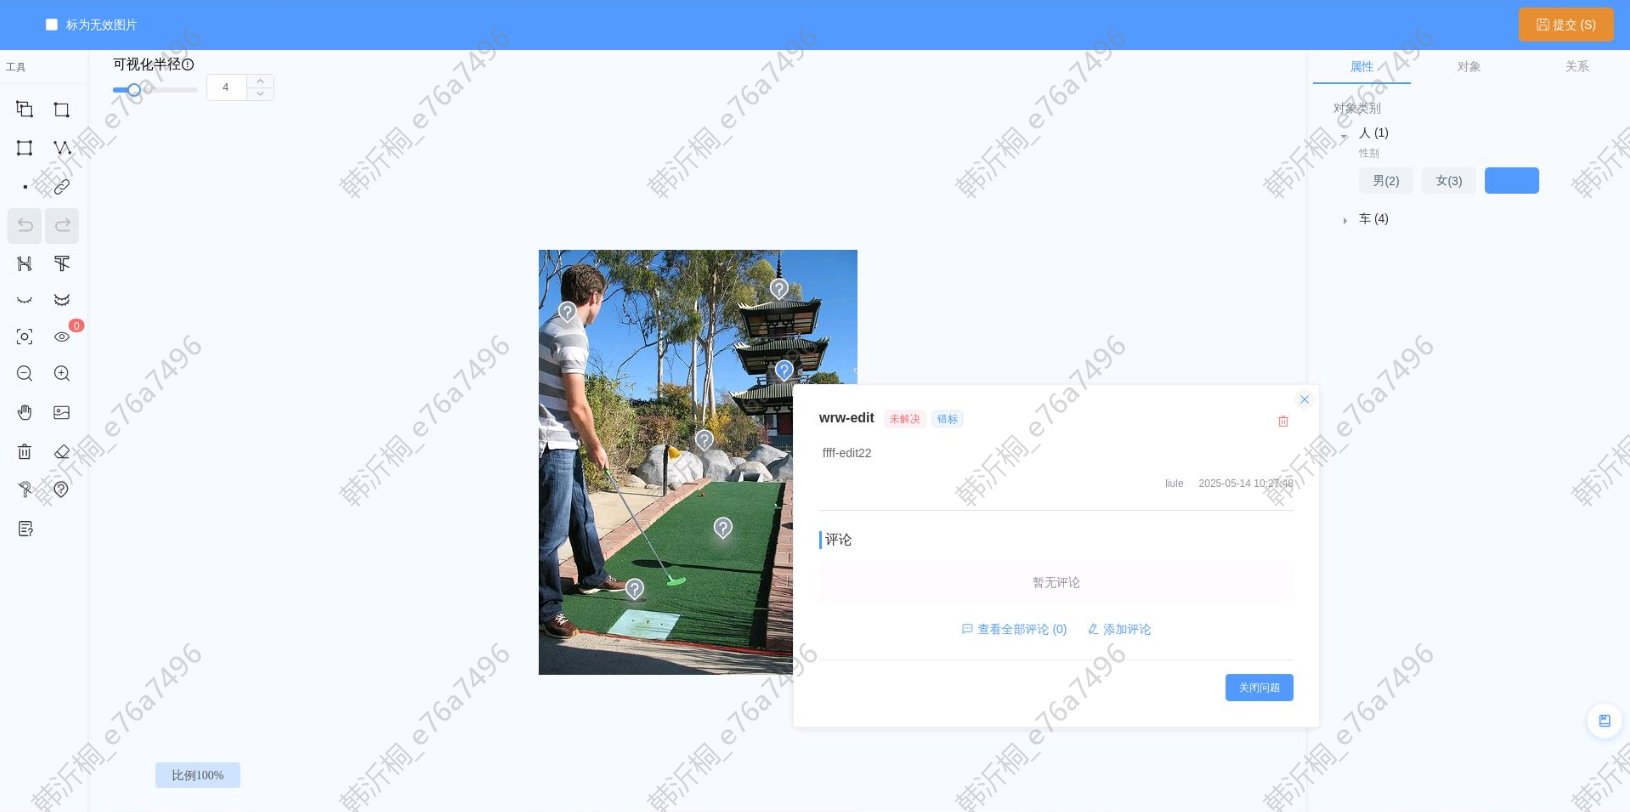 标为无效图片
提交 (S)
工具
可视化半径
4
0
属性
对象
关系
对象类别
人 (1)
性别
男(2)
女(3)
车 (4)
wrw-edit
未解决
错标
ffff-edit22
liule
2025-05-14 10:27:48
评论
暂无评论
查看全部评论 (0)
添加评论
关闭问题
比例100%
韩沂桐_e76a7496